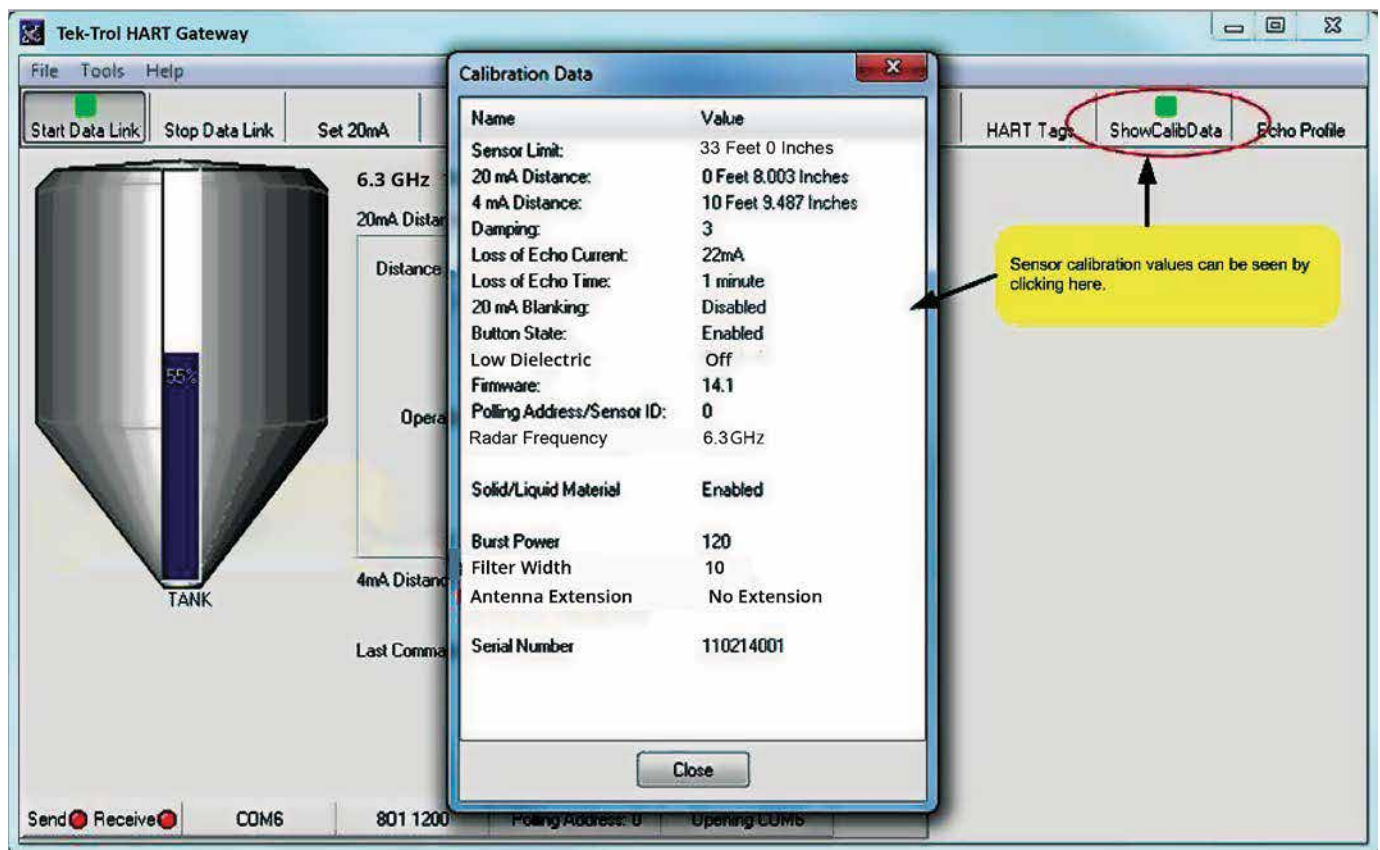 Tek-Trol HART Gateway
File Tools Help
Start Data Link Stop Data Link Set 20mA HART Tags ShowCalibData Echo Profile
6.3 GHz
20mA
Distance
55%
4mA
TANK
Last
Calibration Data
Name Value
Sensor Limit: 33 Feet 0 Inches
20 mA Distance: 0 Feet 8.003 Inches
4 mA Distance: 10 Feet 9.487 Inches
Damping: 3
Loss of Echo Current: 22mA
Loss of Echo Time: 1 minute
20 mA Blanking: Disabled
Button State: Enabled
Low Dielectric Off
Firmware: 14.1
Polling Address/Sensor ID: 0
Radar Frequency 6.3GHz
Solid/Liquid Material Enabled
Burst Power 120
Filter Width 10
Antenna Extension No Extension
Serial Number 110214001
Close
Sensor calibration values can be seen by
clicking here.
Send Receive COM6 801 1200 Polling Address: 0 Opening COM6